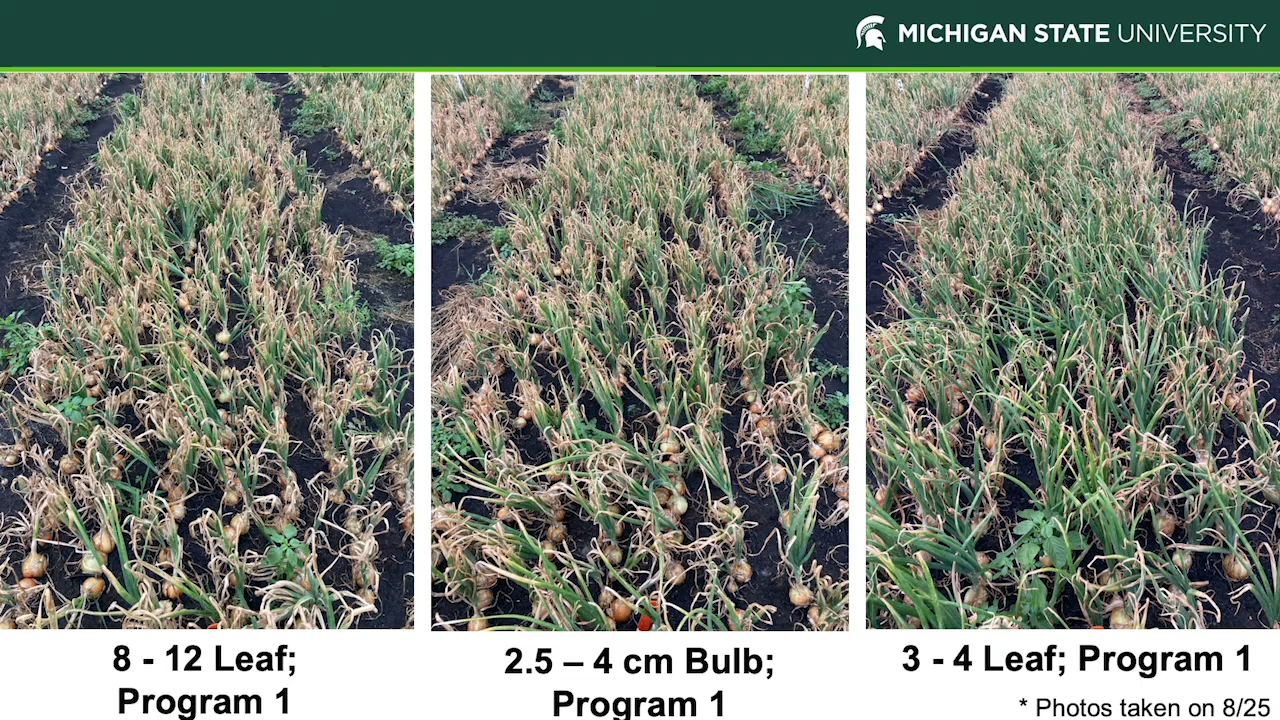 MICHIGAN STATE UNIVERSITY
8 - 12 Leaf;
Program 1
2.5 – 4 cm Bulb;
Program 1
3 - 4 Leaf; Program 1
* Photos taken on 8/25